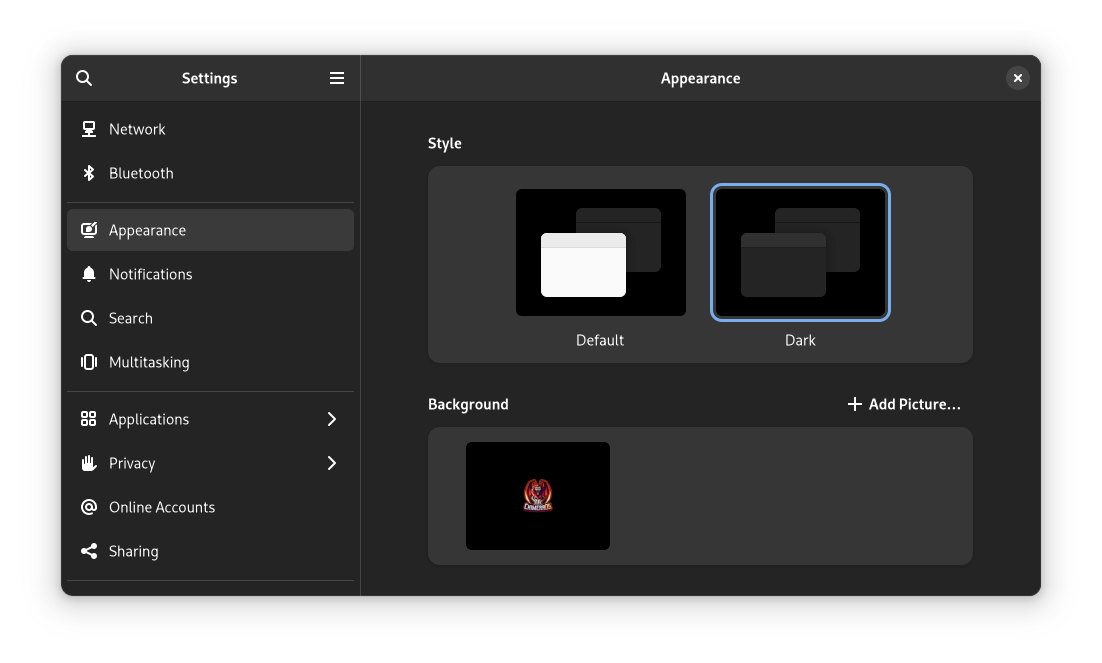 Settings
Appearance
Network
Bluetooth
Appearance
Notifications
Search
Multitasking
Applications
Privacy
Online Accounts
Sharing
Style
Default
Dark
Background
Add Picture…